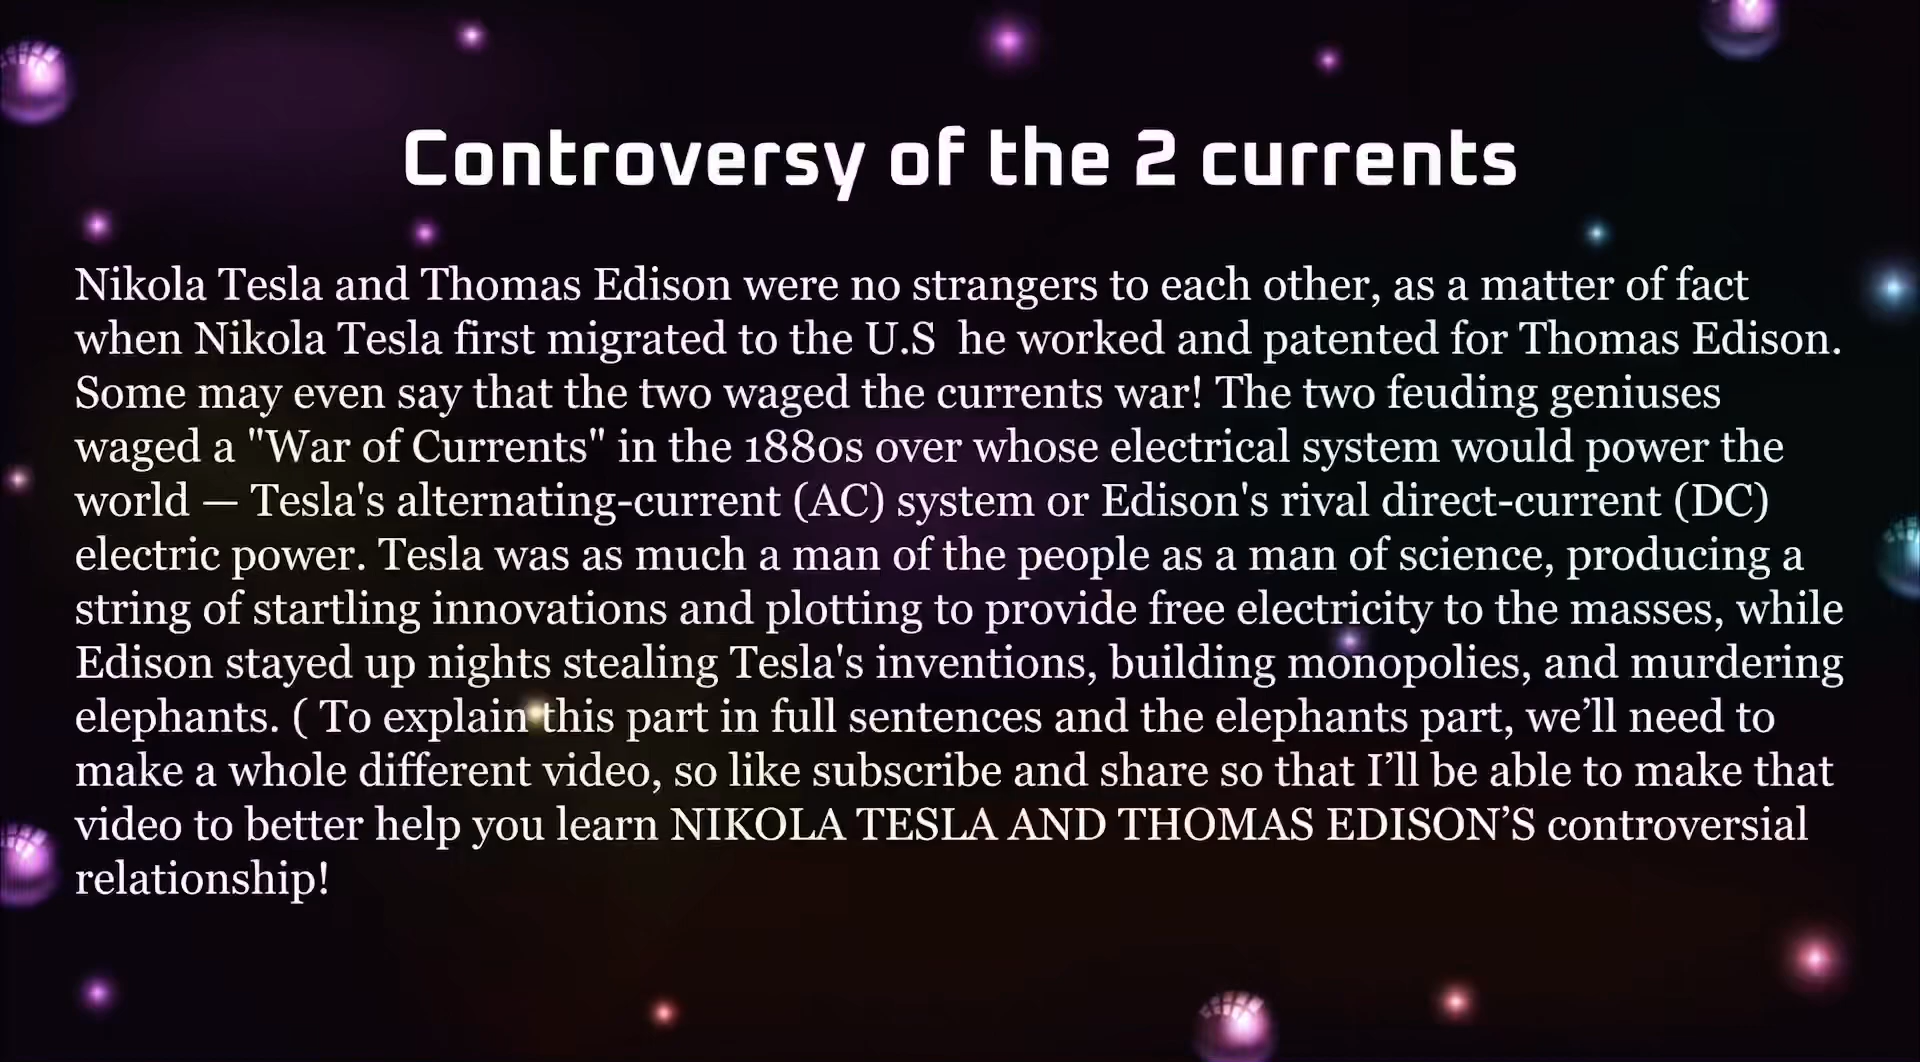 Controversy of the 2 currents
Nikola Tesla and Thomas Edison were no strangers to each other, as a matter of fact
when Nikola Tesla first migrated to the U.S  he worked and patented for Thomas Edison.
Some may even say that the two waged the currents war! The two feuding geniuses
waged a "War of Currents" in the 1880s over whose electrical system would power the
world — Tesla's alternating-current (AC) system or Edison's rival direct-current (DC)
electric power. Tesla was as much a man of the people as a man of science, producing a
string of startling innovations and plotting to provide free electricity to the masses, while
Edison stayed up nights stealing Tesla's inventions, building monopolies, and murdering
elephants. ( To explain this part in full sentences and the elephants part, we’ll need to
make a whole different video, so like subscribe and share so that I’ll be able to make that
video to better help you learn NIKOLA TESLA AND THOMAS EDISON’S controversial
relationship!